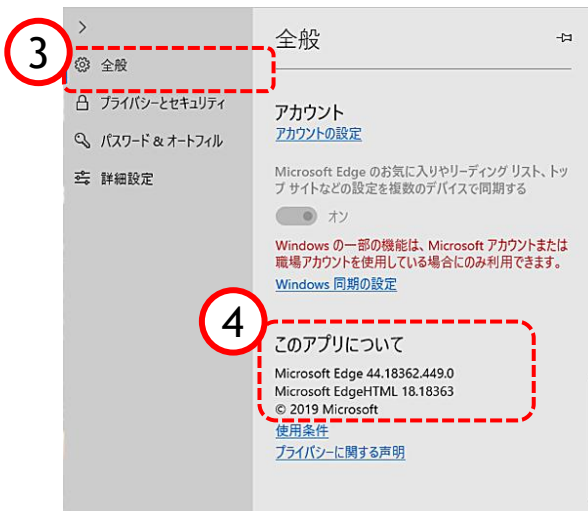 3
全般
プライバシーとセキュリティ
パスワード & オートフィル
詳細設定
全般
アカウント
アカウントの設定
Microsoft Edge のお気に入りやリーディング リスト、トッ
プ サイトなどの設定を複数のデバイスで同期する
オン
Windows の一部の機能は、Microsoft アカウントまたは
職場アカウントを使用している場合にのみ利用できます。
Windows 同期の設定
4
このアプリについて
Microsoft Edge 44.18362.449.0
Microsoft EdgeHTML 18.18363
© 2019 Microsoft
使用条件
プライバシーに関する声明